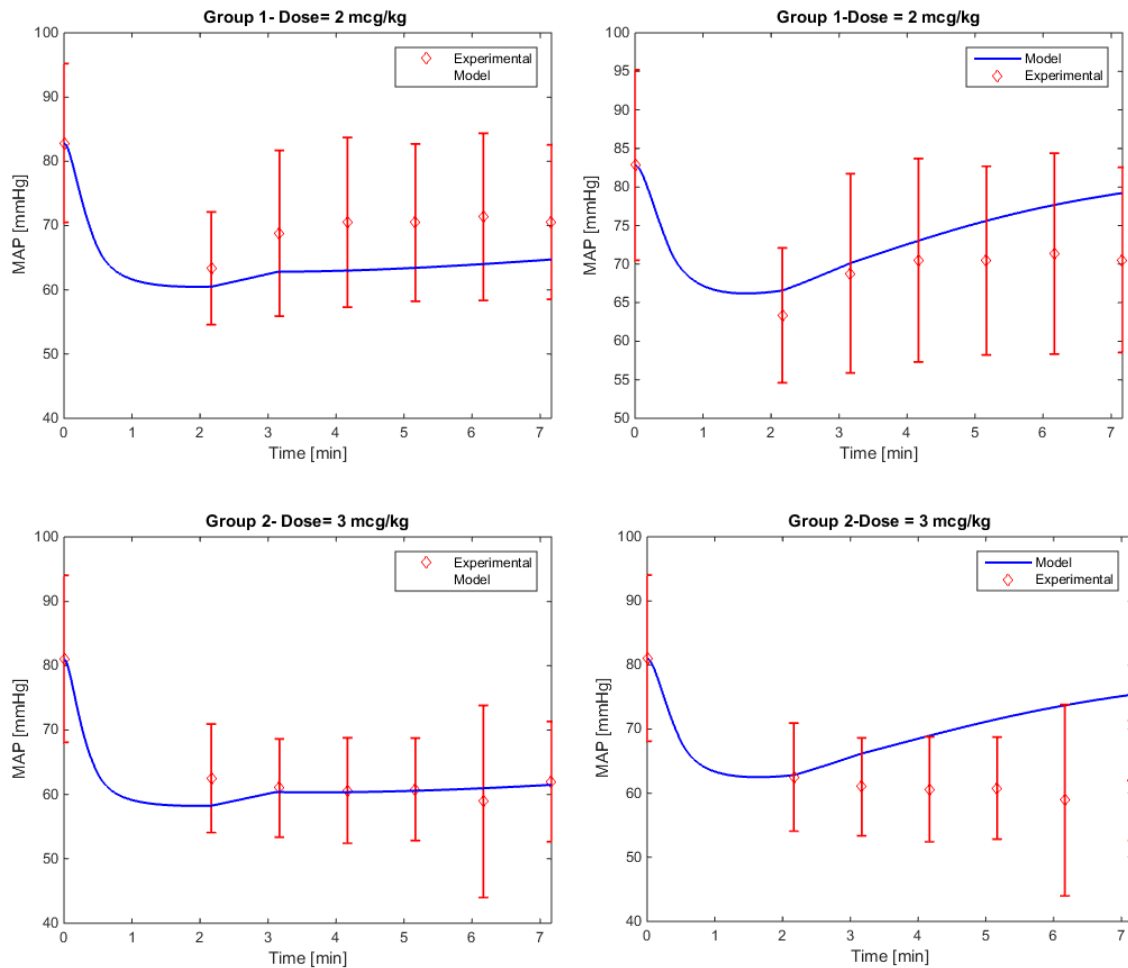 Group 1- Dose= 2 mcg/kg
100
90
80
70
60
50
40
MAP [mmHg]
Experimental
Model
0 1 2 3 4 5 6 7
Time [min]
Group 1-Dose = 2 mcg/kg
100
95
90
85
80
75
70
65
60
55
50
MAP [mmHg]
Model
Experimental
0 1 2 3 4 5 6 7
Time [min]
Group 2- Dose= 3 mcg/kg
100
90
80
70
60
50
40
MAP [mmHg]
Experimental
Model
0 1 2 3 4 5 6 7
Time [min]
Group 2-Dose = 3 mcg/kg
100
90
80
70
60
50
40
MAP [mmHg]
Model
Experimental
0 1 2 3 4 5 6 7
Time [min]